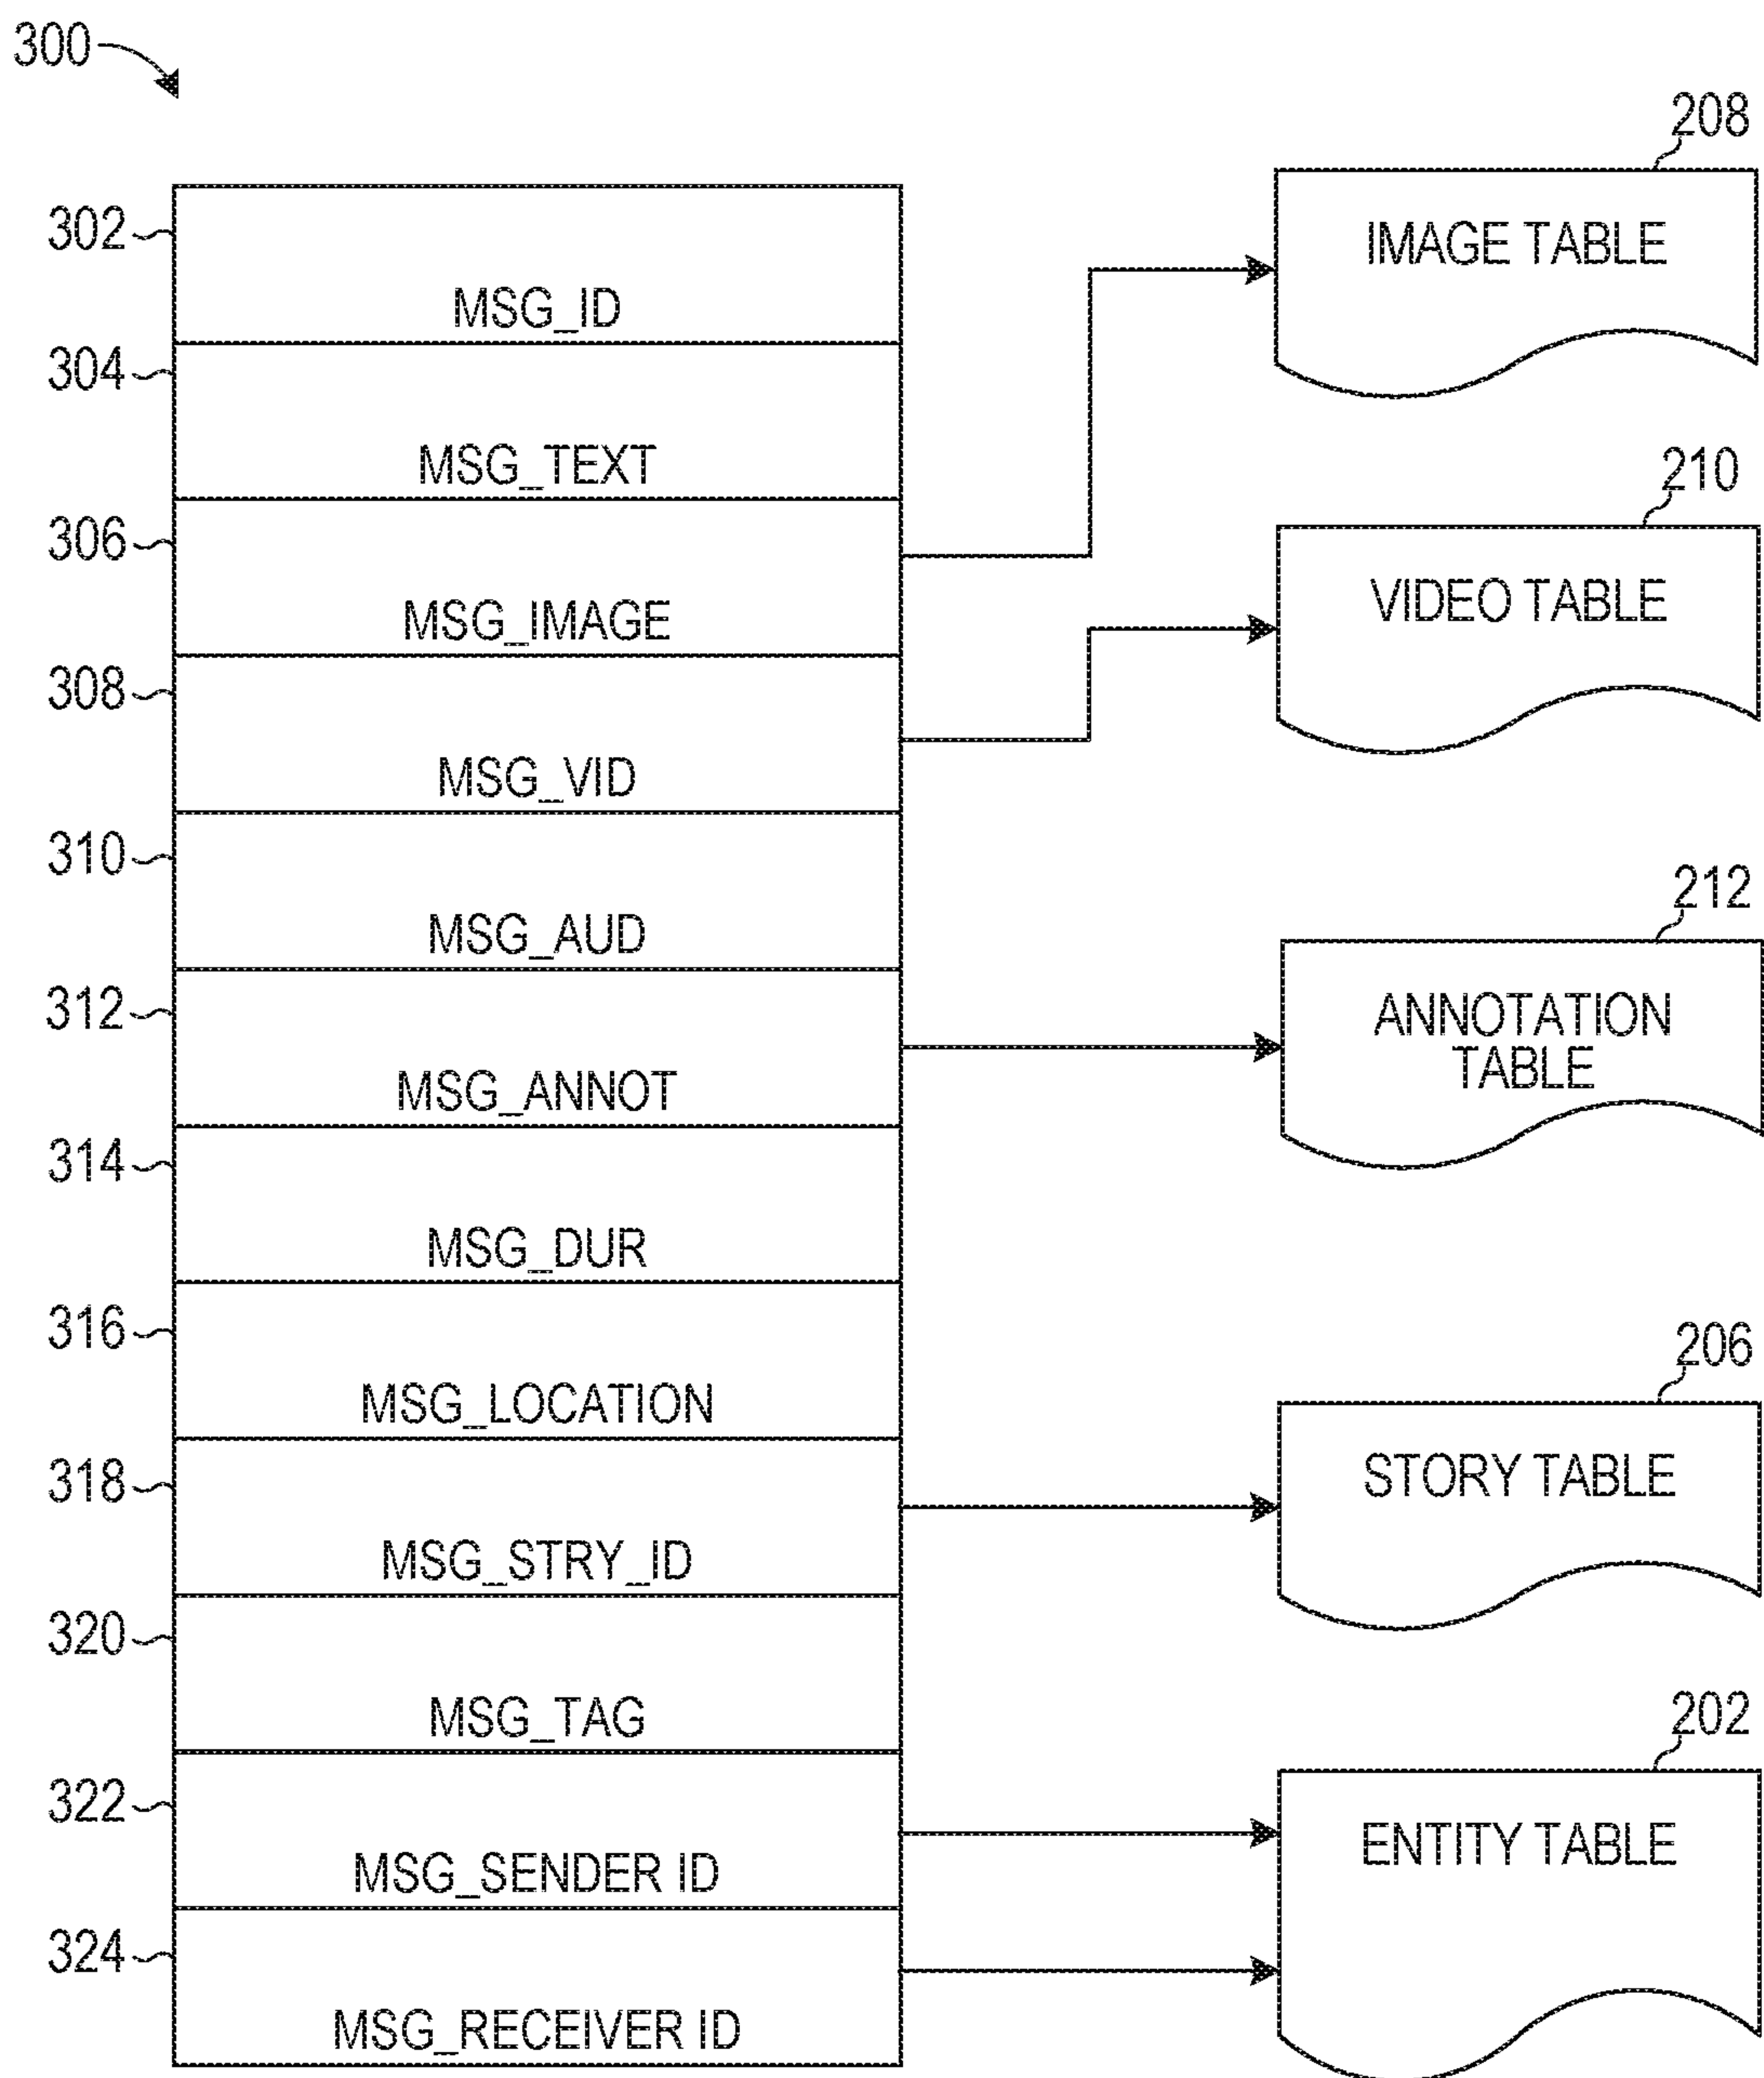 300
302
MSG_ID
304
MSG_TEXT
306
MSG_IMAGE
308
MSG_VID
310
MSG_AUD
312
MSG_ANNOT
314
MSG_DUR
316
MSG_LOCATION
318
MSG_STRY_ID
320
MSG_TAG
322
MSG_SENDER ID
324
MSG_RECEIVER ID
208
IMAGE TABLE
210
VIDEO TABLE
212
ANNOTATION
TABLE
206
STORY TABLE
202
ENTITY TABLE